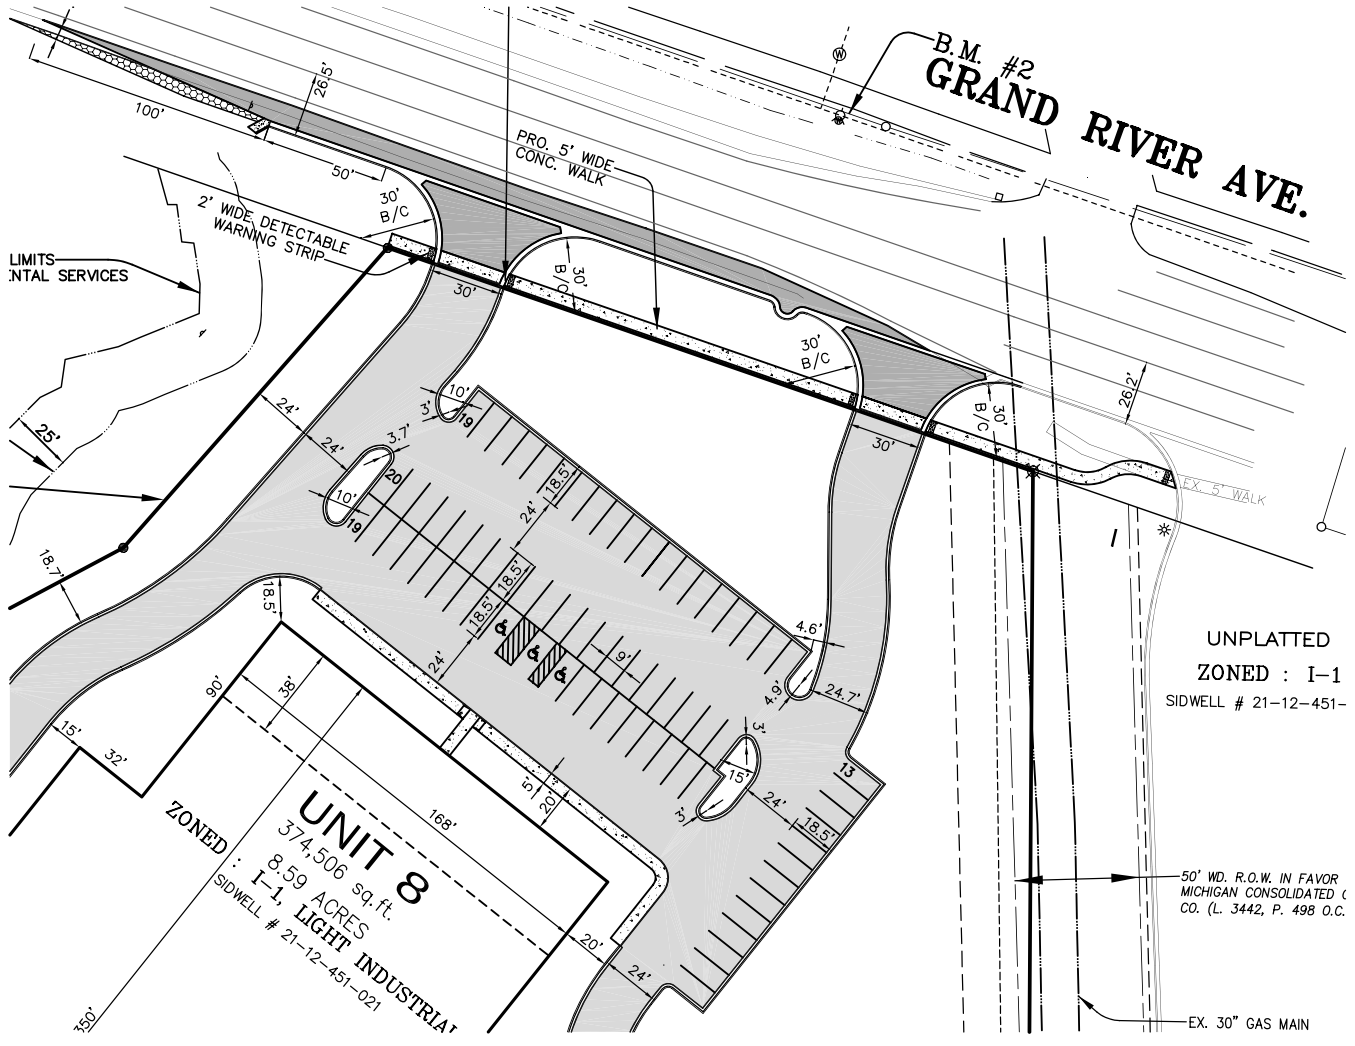 B.M. #2
GRAND RIVER AVE.
26.5'
100'
50'
PRO. 5' WIDE
CONC. WALK
30'
B/C
2' WIDE DETECTABLE
WARNING STRIP
LIMITS
ENTAL SERVICES
30'
30'
B/C
30'
B/C
26.2'
30'
B/C
30'
10'
3'
19
24'
24'
25'
3.7'
20
10'
19
18.5'
24'
EX. 5' WALK
18.7'
18.5'
18.5'
18.5'
24'
9'
4.6'
UNPLATTED
ZONED : I-1
SIDWELL # 21-12-451-
90'
38'
4.9'
24.7'
3'
15'
32'
13
15'
5'
20'
24'
18.5'
3'
168'
UNIT 8
374,506 sq.ft.
8.59 ACRES
ZONED :
I-1, LIGHT INDUSTRIAL
SIDWELL # 21-12-451-021
50' WD. R.O.W. IN FAVOR
MICHIGAN CONSOLIDATED
CO. (L. 3442, P. 498 O.C.
20'
24'
350'
EX. 30" GAS MAIN